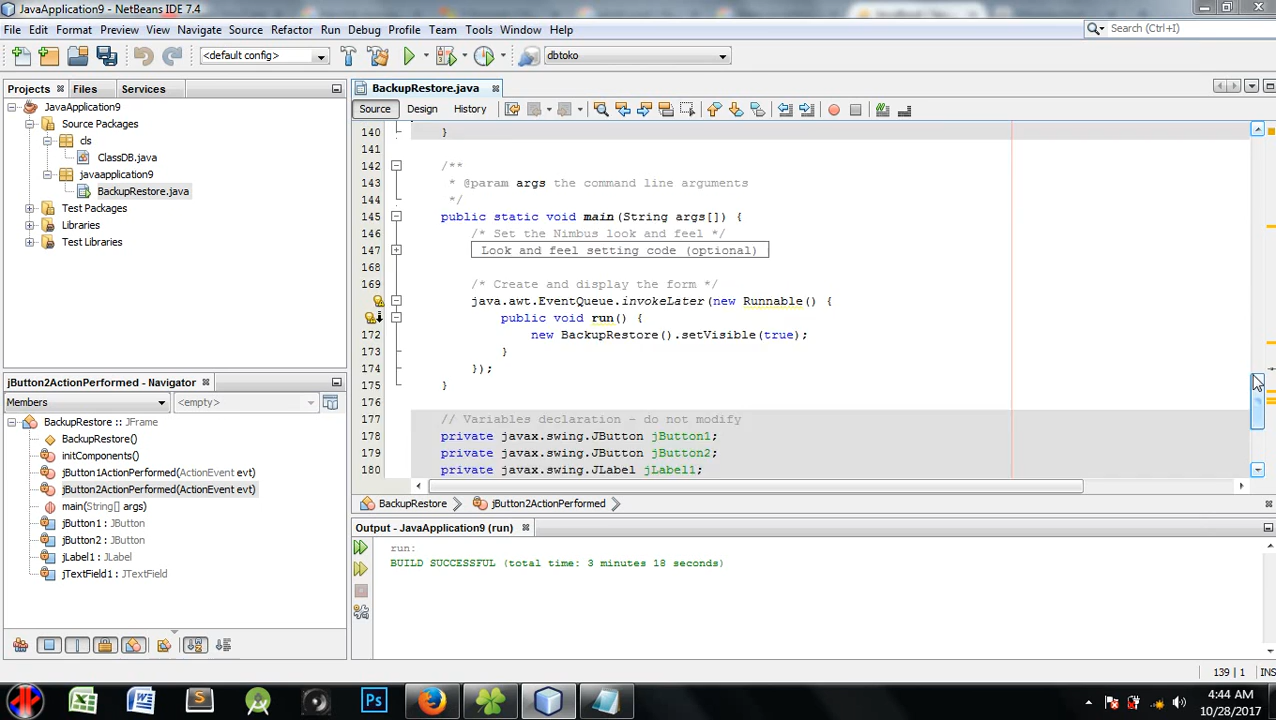 JavaApplication9 - NetBeans IDE 7.4
File Edit Format Preview View Navigate Source Refactor Run Debug Profile Team Tools Window Help
Search (Ctrl+I)
<default config>
dbtoko
Projects Files Services
BackupRestore.java
JavaApplication9
Source Packages
cls
ClassDB.java
javaapplication9
BackupRestore.java
Test Packages
Libraries
Test Libraries
Source Design History
140 }
141
142 /**
143 * @param args the command line arguments
144 */
145 public static void main(String args[]) {
146 /* Set the Nimbus look and feel */
147 Look and feel setting code (optional)
168
169 /* Create and display the form */
java.awt.EventQueue.invokeLater(new Runnable() {
public void run() {
172 new BackupRestore().setVisible(true);
173 }
174 });
175 }
176
177 // Variables declaration - do not modify
178 private javax.swing.JButton jButton1;
179 private javax.swing.JButton jButton2;
180 private javax.swing.JLabel jLabel1;
BackupRestore
jButton2ActionPerformed
jButton2ActionPerformed - Navigator
Members
<empty>
BackupRestore :: JFrame
BackupRestore()
initComponents()
jButton1ActionPerformed(ActionEvent evt)
jButton2ActionPerformed(ActionEvent evt)
main(String[] args)
jButton1 : JButton
jButton2 : JButton
jLabel1 : JLabel
jTextField1 : JTextField
Output - JavaApplication9 (run)
run:
BUILD SUCCESSFUL (total time: 3 minutes 18 seconds)
139 | 1
INS
4:44 AM
10/28/2017